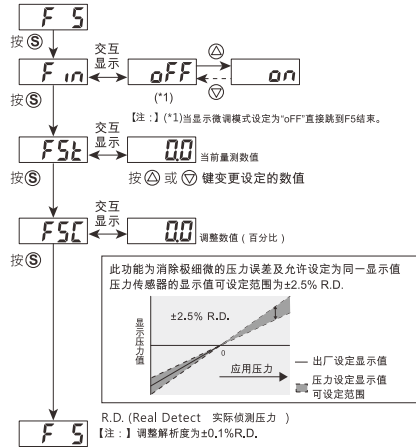 F 5
按Ⓢ
F in
交互
显示
oFF
on
(*1)
按Ⓢ
【注：】(*1)当显示微调模式设定为“oFF”直接跳到F5结束。
FSt
交互
显示
0.0
当前量测数值
按Ⓢ
按△或▽ 键变更设定的数值
FSC
交互
显示
0.0
调整数值（百分比）
按Ⓢ
此功能为消除极细微的压力误差及允许设定为同一显示值
压力传感器的显示值可设定范围为±2.5% R.D.
显示压力值
±2.5% R.D.
0
应用压力
出厂设定显示值
压力设定显示值
可设定范围
F 5
R.D. (Real Detect 实际侦测压力 )
【注：】调整解析度为±0.1%R.D.